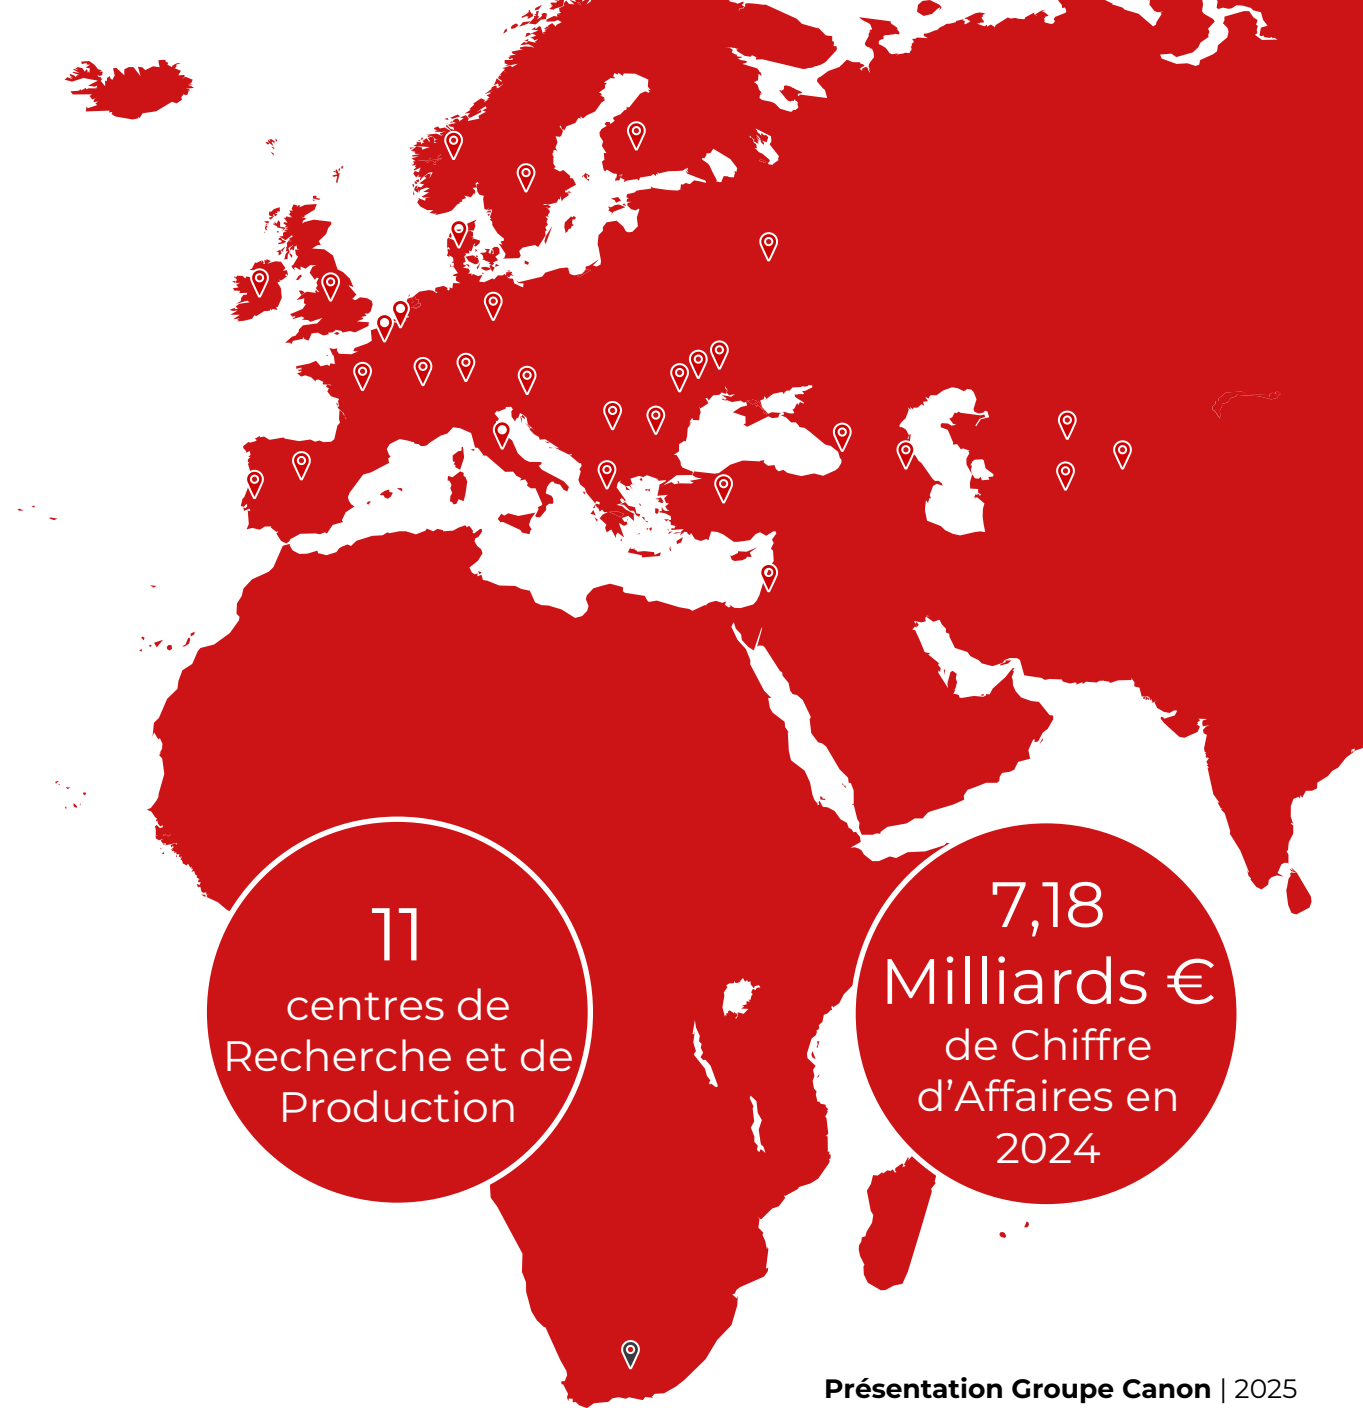 11
centres de
Recherche et de
Production
7,18
Milliards €
de Chiffre
d’Affaires en
2024
Présentation Groupe Canon | 2025